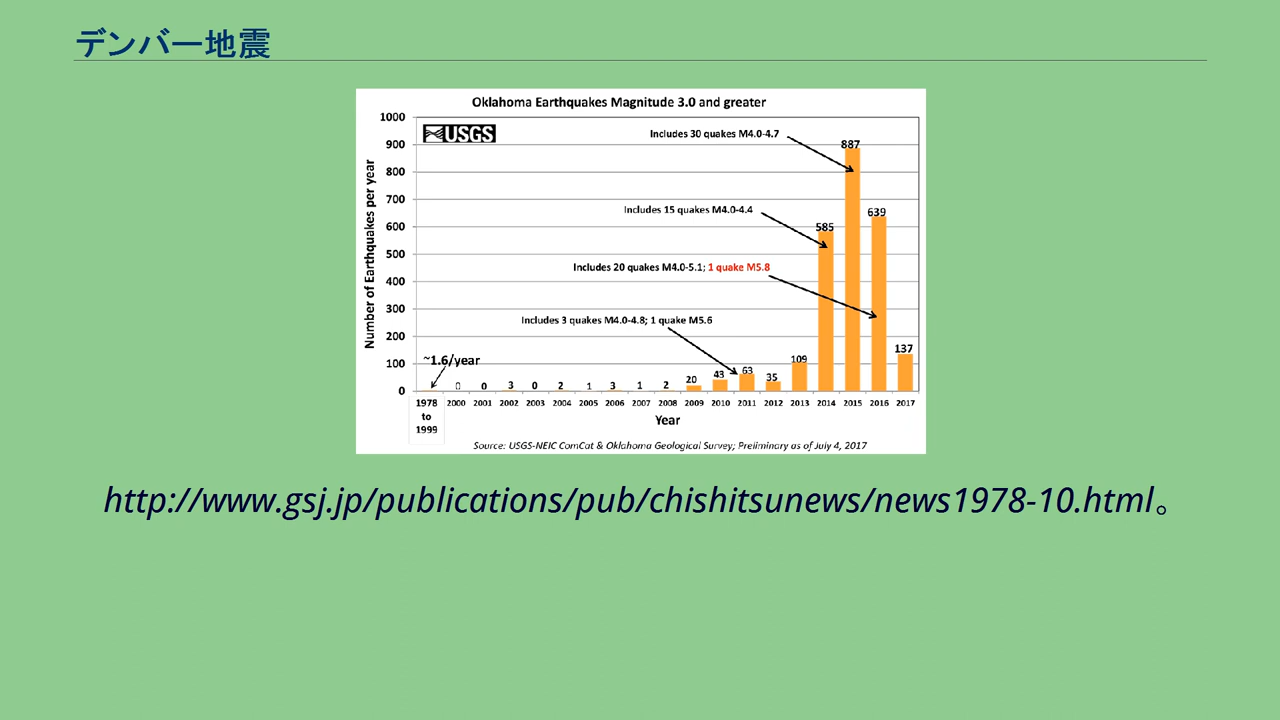 デンバー地震
Oklahoma Earthquakes Magnitude 3.0 and greater
USGS
Number of Earthquakes per year
1000
900
800
700
600
500
400
300
200
100
0
Includes 30 quakes M4.0-4.7
Includes 15 quakes M4.0-4.4
Includes 20 quakes M4.0-5.1; 1 quake M5.8
Includes 3 quakes M4.0-4.8; 1 quake M5.6
~1.6/year
0 0 3 0 2 1 3 1 2 20 43 63 35 109 585 887 639 137
1978 to 1999 2000 2001 2002 2003 2004 2005 2006 2007 2008 2009 2010 2011 2012 2013 2014 2015 2016 2017
Year
Source: USGS-NEIC ComCat & Oklahoma Geological Survey; Preliminary as of July 4, 2017
http://www.gsj.jp/publications/pub/chishitsunews/news1978-10.html。